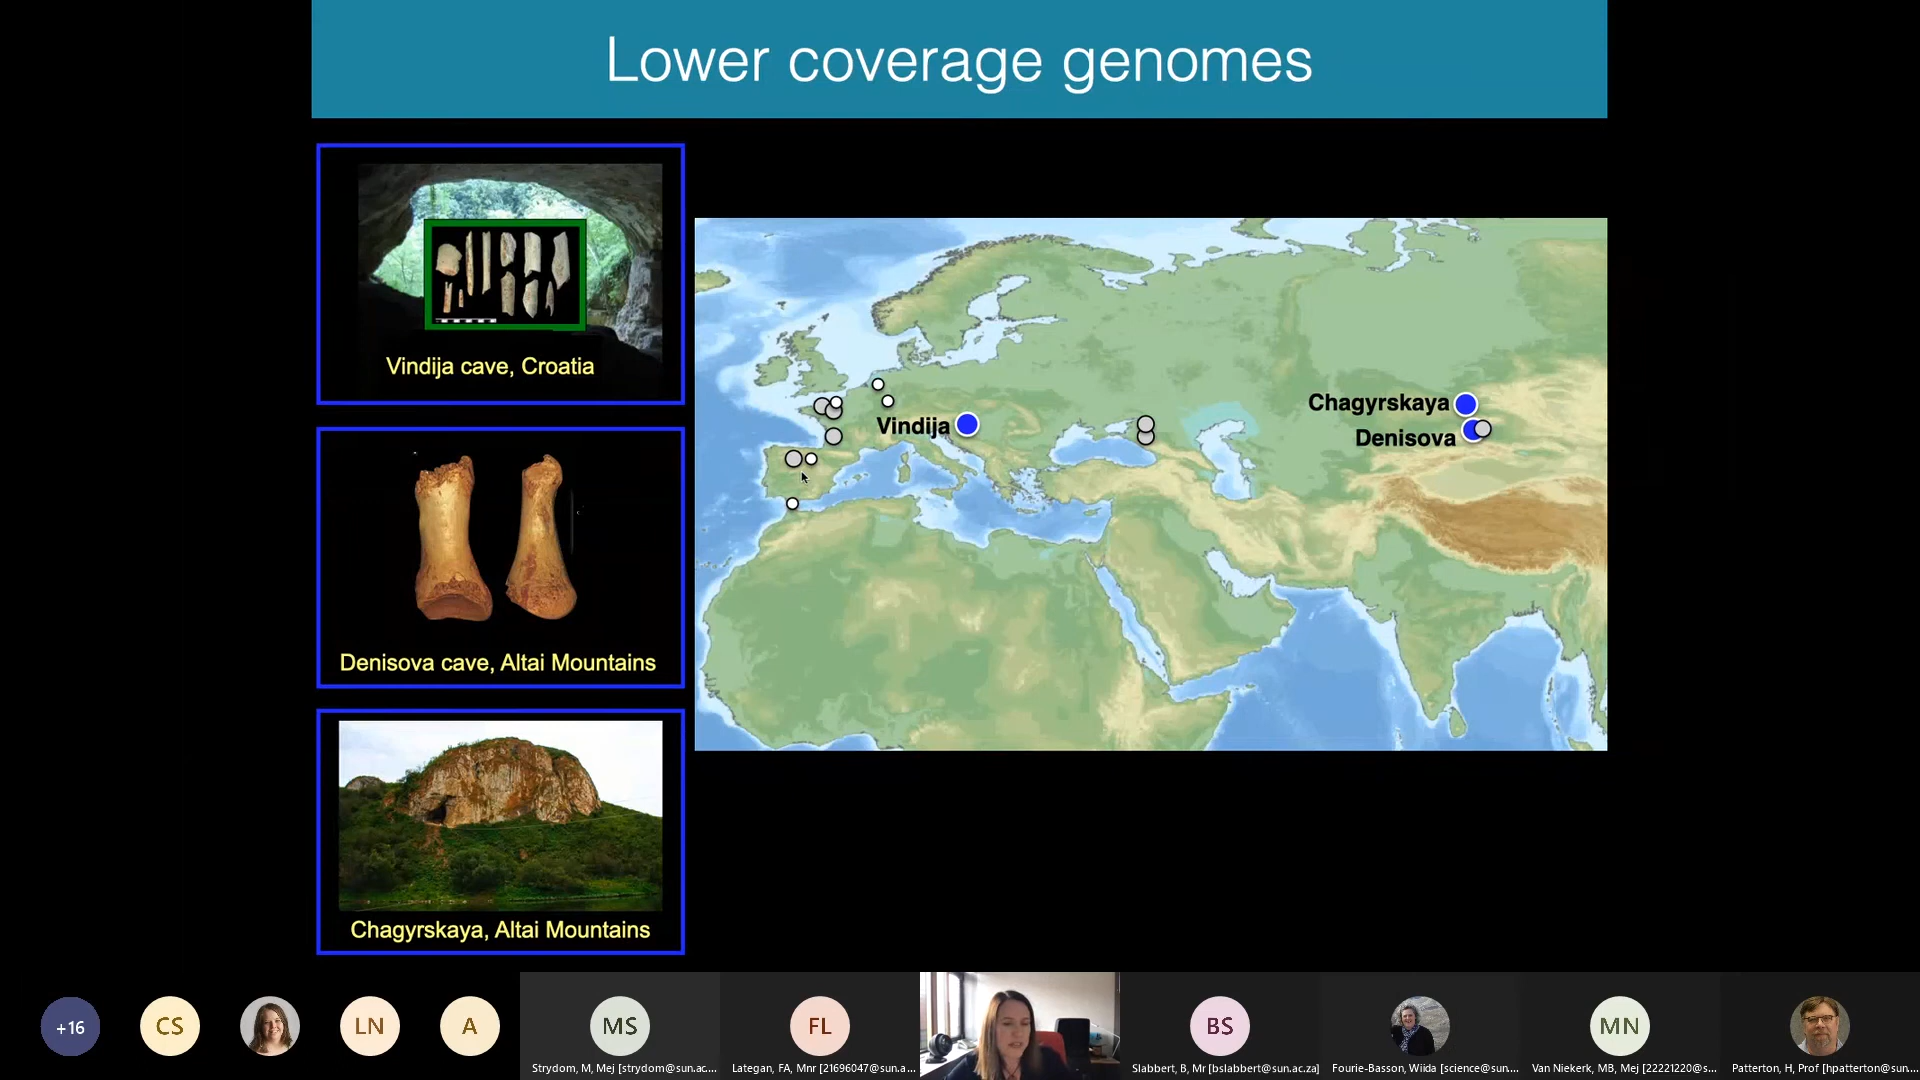 Lower coverage genomes
Vindija cave, Croatia
Denisova cave, Altai Mountains
Chagyrskaya, Altai Mountains
Vindija
Chagyrskaya
Denisova
+16
CS
LN
A
MS
Strydom, M, Mej [strydom@sun.ac....
FL
Lategan, FA, Mnr [21696047@sun.a...
BS
Slabbert, B, Mr [bslabbert@sun.ac.za]
Fourie-Basson, Wiida [science@sun....
MN
Van Niekerk, MB, Mej [22221220@s...
Patterton, H, Prof [hpatterton@sun....